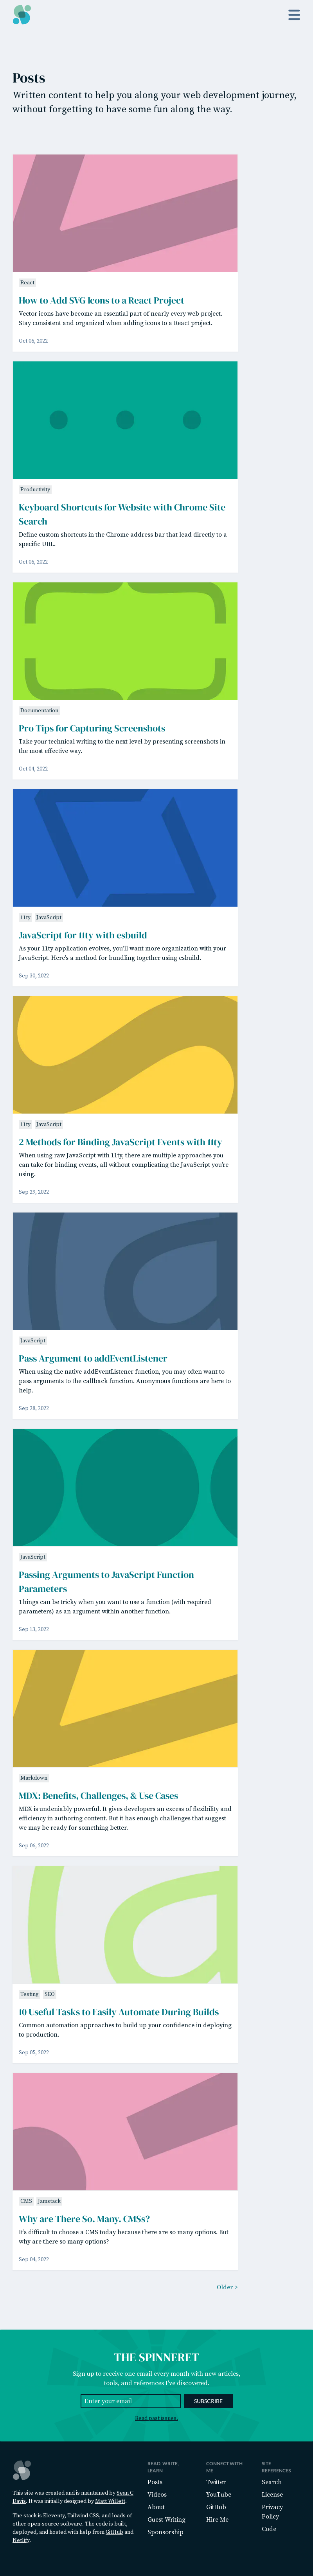 Posts
Written content to help you along your web development journey,
without forgetting to have some fun along the way.
React
How to Add SVG Icons to a React Project
Vector icons have become an essential part of nearly every web project.
Stay consistent and organized when adding icons to a React project.
Oct 06, 2022
Productivity
Keyboard Shortcuts for Website with Chrome Site
Search
Define custom shortcuts in the Chrome address bar that lead directly to a
specific URL.
Oct 06, 2022
Documentation
Pro Tips for Capturing Screenshots
Take your technical writing to the next level by presenting screenshots in
the most effective way.
Oct 04, 2022
11ty JavaScript
JavaScript for 11ty with esbuild
As your 11ty application evolves, you'll want more organization with your
JavaScript. Here's a method for bundling together using esbuild.
Sep 30, 2022
11ty JavaScript
2 Methods for Binding JavaScript Events with 11ty
When using raw JavaScript with 11ty, there are multiple approaches you
can take for binding events, all without complicating the JavaScript you're
using.
Sep 29, 2022
JavaScript
Pass Argument to addEventListener
When using the native addEventListener function, you may often want to
pass arguments to the callback function. Anonymous functions are here to
help.
Sep 28, 2022
JavaScript
Passing Arguments to JavaScript Function
Parameters
Things can be tricky when you want to use a function (with required
parameters) as an argument within another function.
Sep 13, 2022
Markdown
MDX: Benefits, Challenges, & Use Cases
MDX is undeniably powerful. It gives developers an excess of flexibility and
efficiency in authoring content. But it has enough challenges that suggest
we may be ready for something better.
Sep 06, 2022
Testing SEO
10 Useful Tasks to Easily Automate During Builds
Common automation approaches to build up your confidence in deploying
to production.
Sep 05, 2022
CMS Jamstack
Why are There So. Many. CMSs?
It's difficult to choose a CMS today because there are so many options. But
why are there so many options?
Sep 04, 2022
Older >
THE SPINNERET
Sign up to receive one email every month with new articles,
tools, and references I've discovered.
Enter your email
SUBSCRIBE
Read past issues.
This site was created and is maintained by Sean C
Davis. It was initially designed by Matt Willett.
The stack is Eleventy, Tailwind CSS, and loads of
other open source software. The code is built,
deployed, and hosted with help from GitHub and
Netlify.
READ, WRITE,
LEARN
Posts
Videos
About
Guest Writing
Sponsorship
CONNECT WITH
ME
Twitter
YouTube
GitHub
Hire Me
SITE
REFERENCES
Search
License
Privacy
Policy
Code